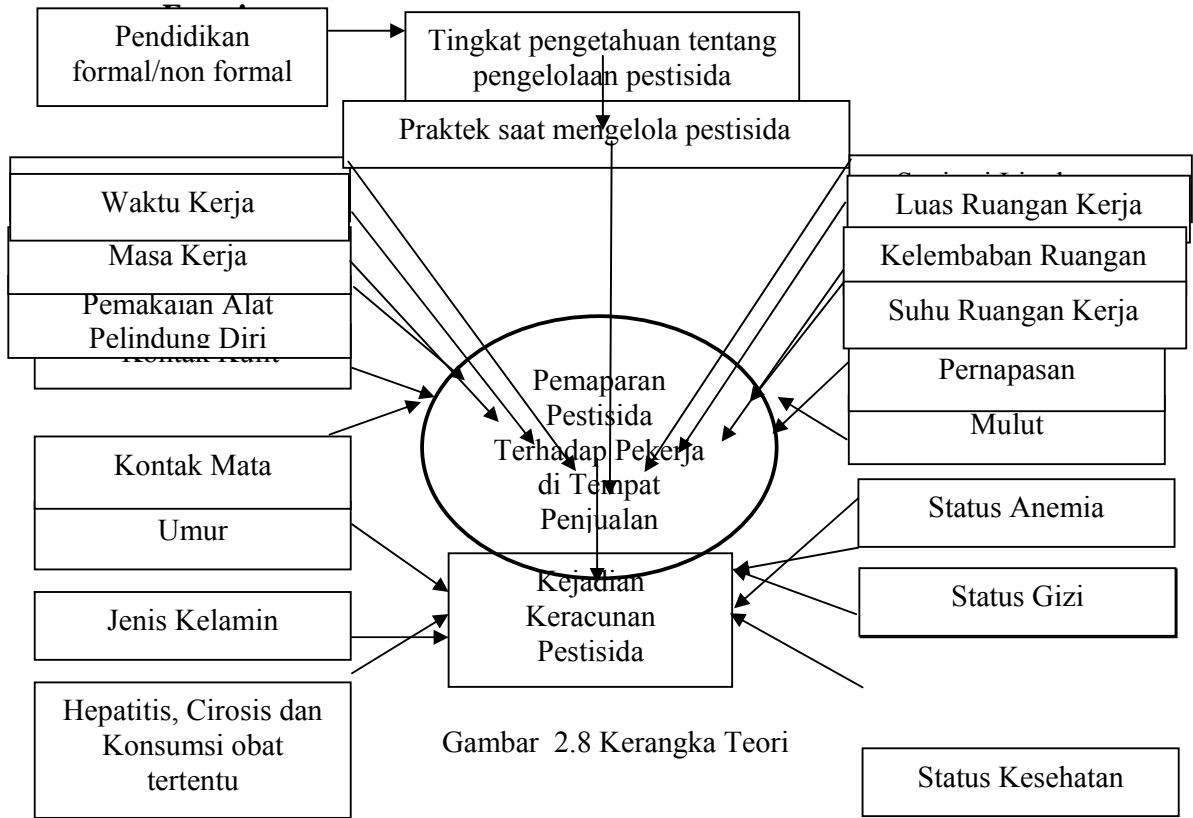 Pendidikan
formal/non formal
Tingkat pengetahuan tentang
pengelolaan pestisida
Praktek saat mengelola pestisida
Waktu Kerja
Masa Kerja
Pemakaian Alat
Pelindung Diri
Kontak Kulit
Kontak Mata
Umur
Jenis Kelamin
Hepatitis, Cirosis dan
Konsumsi obat
tertentu
Pemaparan
Pestisida
Terhadap Pekerja
di Tempat
Penjualan
Kejadian
Keracunan
Pestisida
Luas Ruangan Kerja
Kelembaban Ruangan
Suhu Ruangan Kerja
Pernapasan
Mulut
Status Anemia
Status Gizi
Status Kesehatan
Gambar 2.8 Kerangka Teori